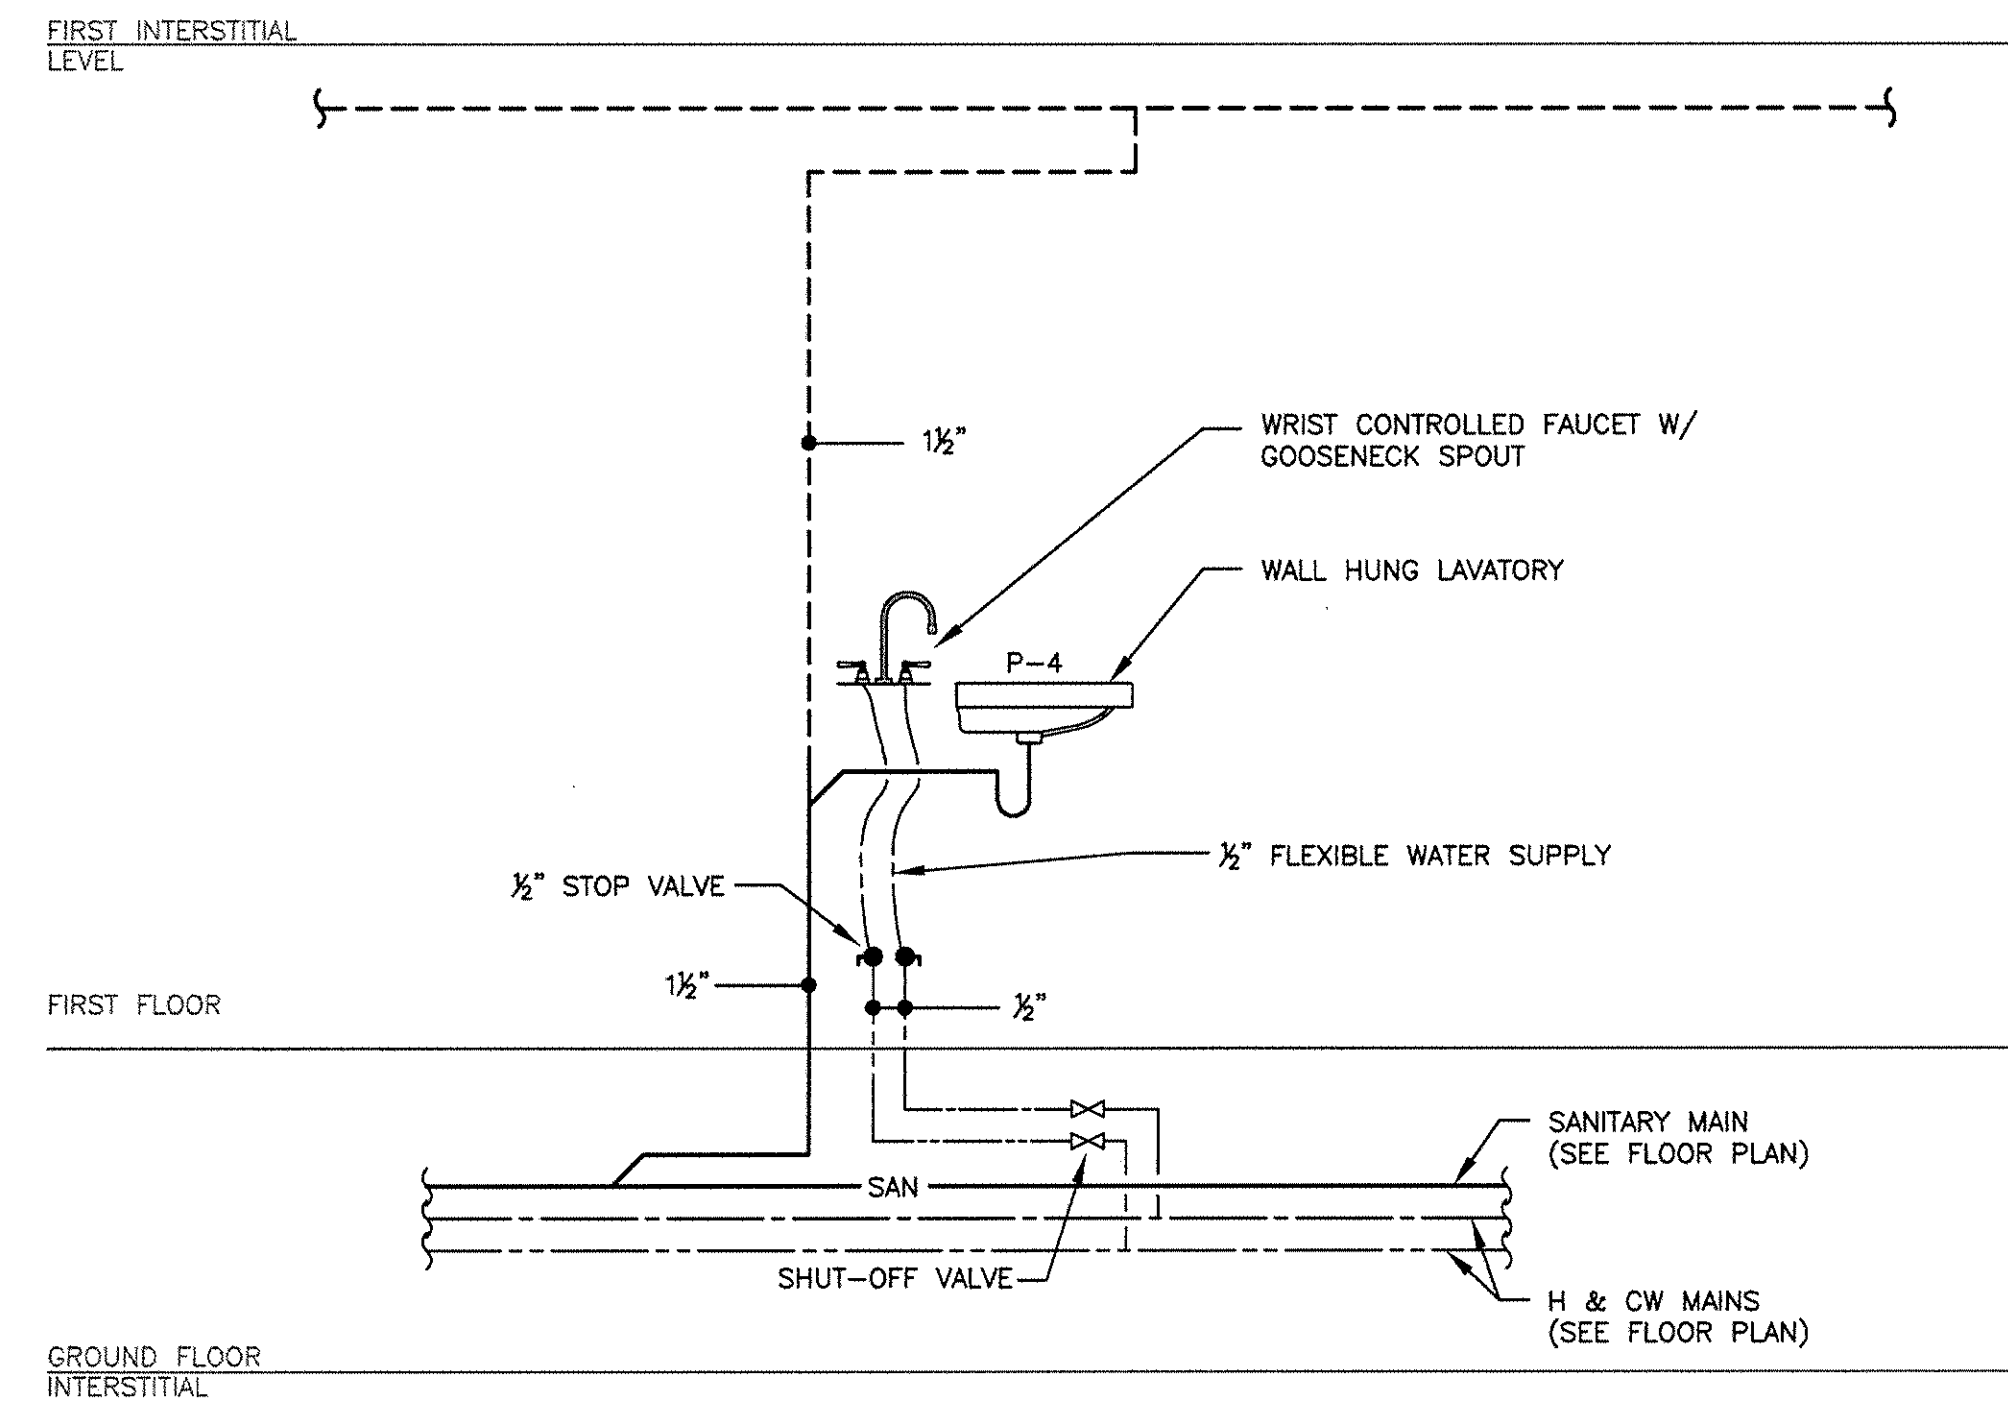 FIRST INTERSTITIAL
LEVEL
1½"
WRIST CONTROLLED FAUCET W/
GOOSENECK SPOUT
WALL HUNG LAVATORY
P-4
½" FLEXIBLE WATER SUPPLY
½" STOP VALVE
1½"
½"
FIRST FLOOR
SANITARY MAIN
(SEE FLOOR PLAN)
SAN
SHUT-OFF VALVE
H & CW MAINS
(SEE FLOOR PLAN)
GROUND FLOOR
INTERSTITIAL